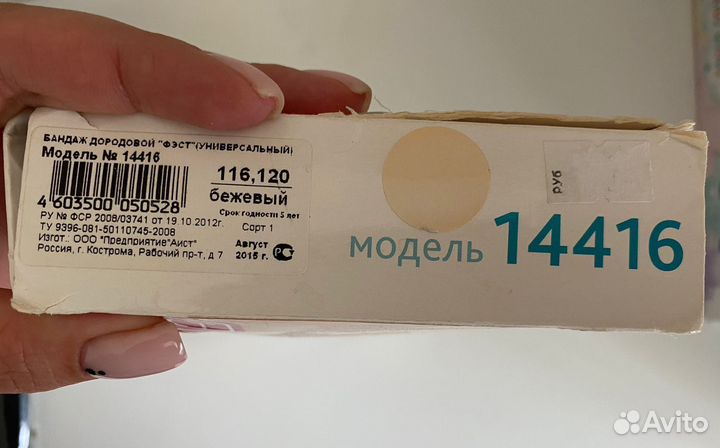 БАНДАЖ ДОРОДОВОЙ "ФЭСТ"(УНИВЕРСАЛЬНЫЙ)
Модель № 14416
116,120
бежевый
4 603500 050528
Срок годности 5 лет
РУ № ФСР 2008/03741 от 19.10.2012г.
Сорт 1
ТУ 9396-081-50110745-2008
Изгот.: ООО "Предприятие"Аист"
Россия, г. Кострома, Рабочий пр-т, д 7
Август
2015 г.
РСТ
модель 14416
РУБ
Avito